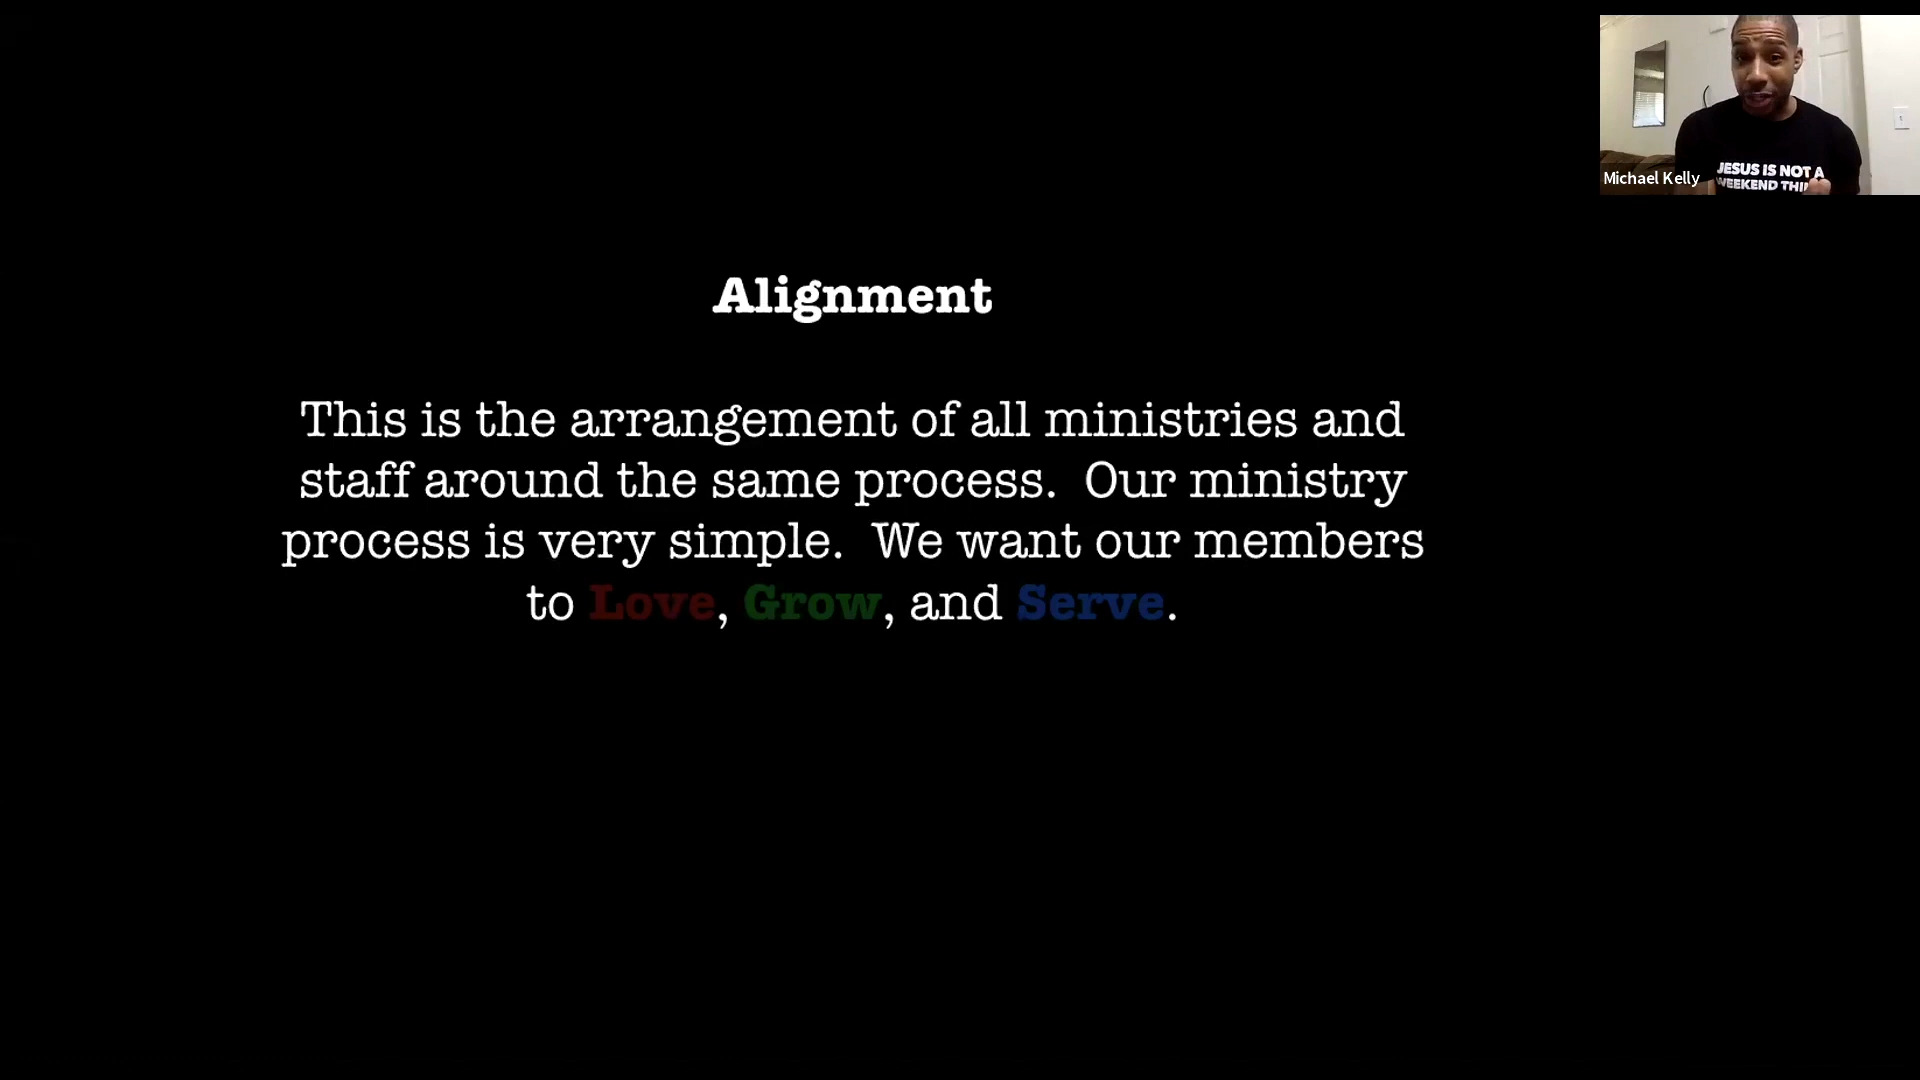 JESUS IS NOT A
WEEKEND
Michael Kelly
Alignment
This is the arrangement of all ministries and
staff around the same process. Our ministry
process is very simple. We want our members
to Love, Grow, and Serve.